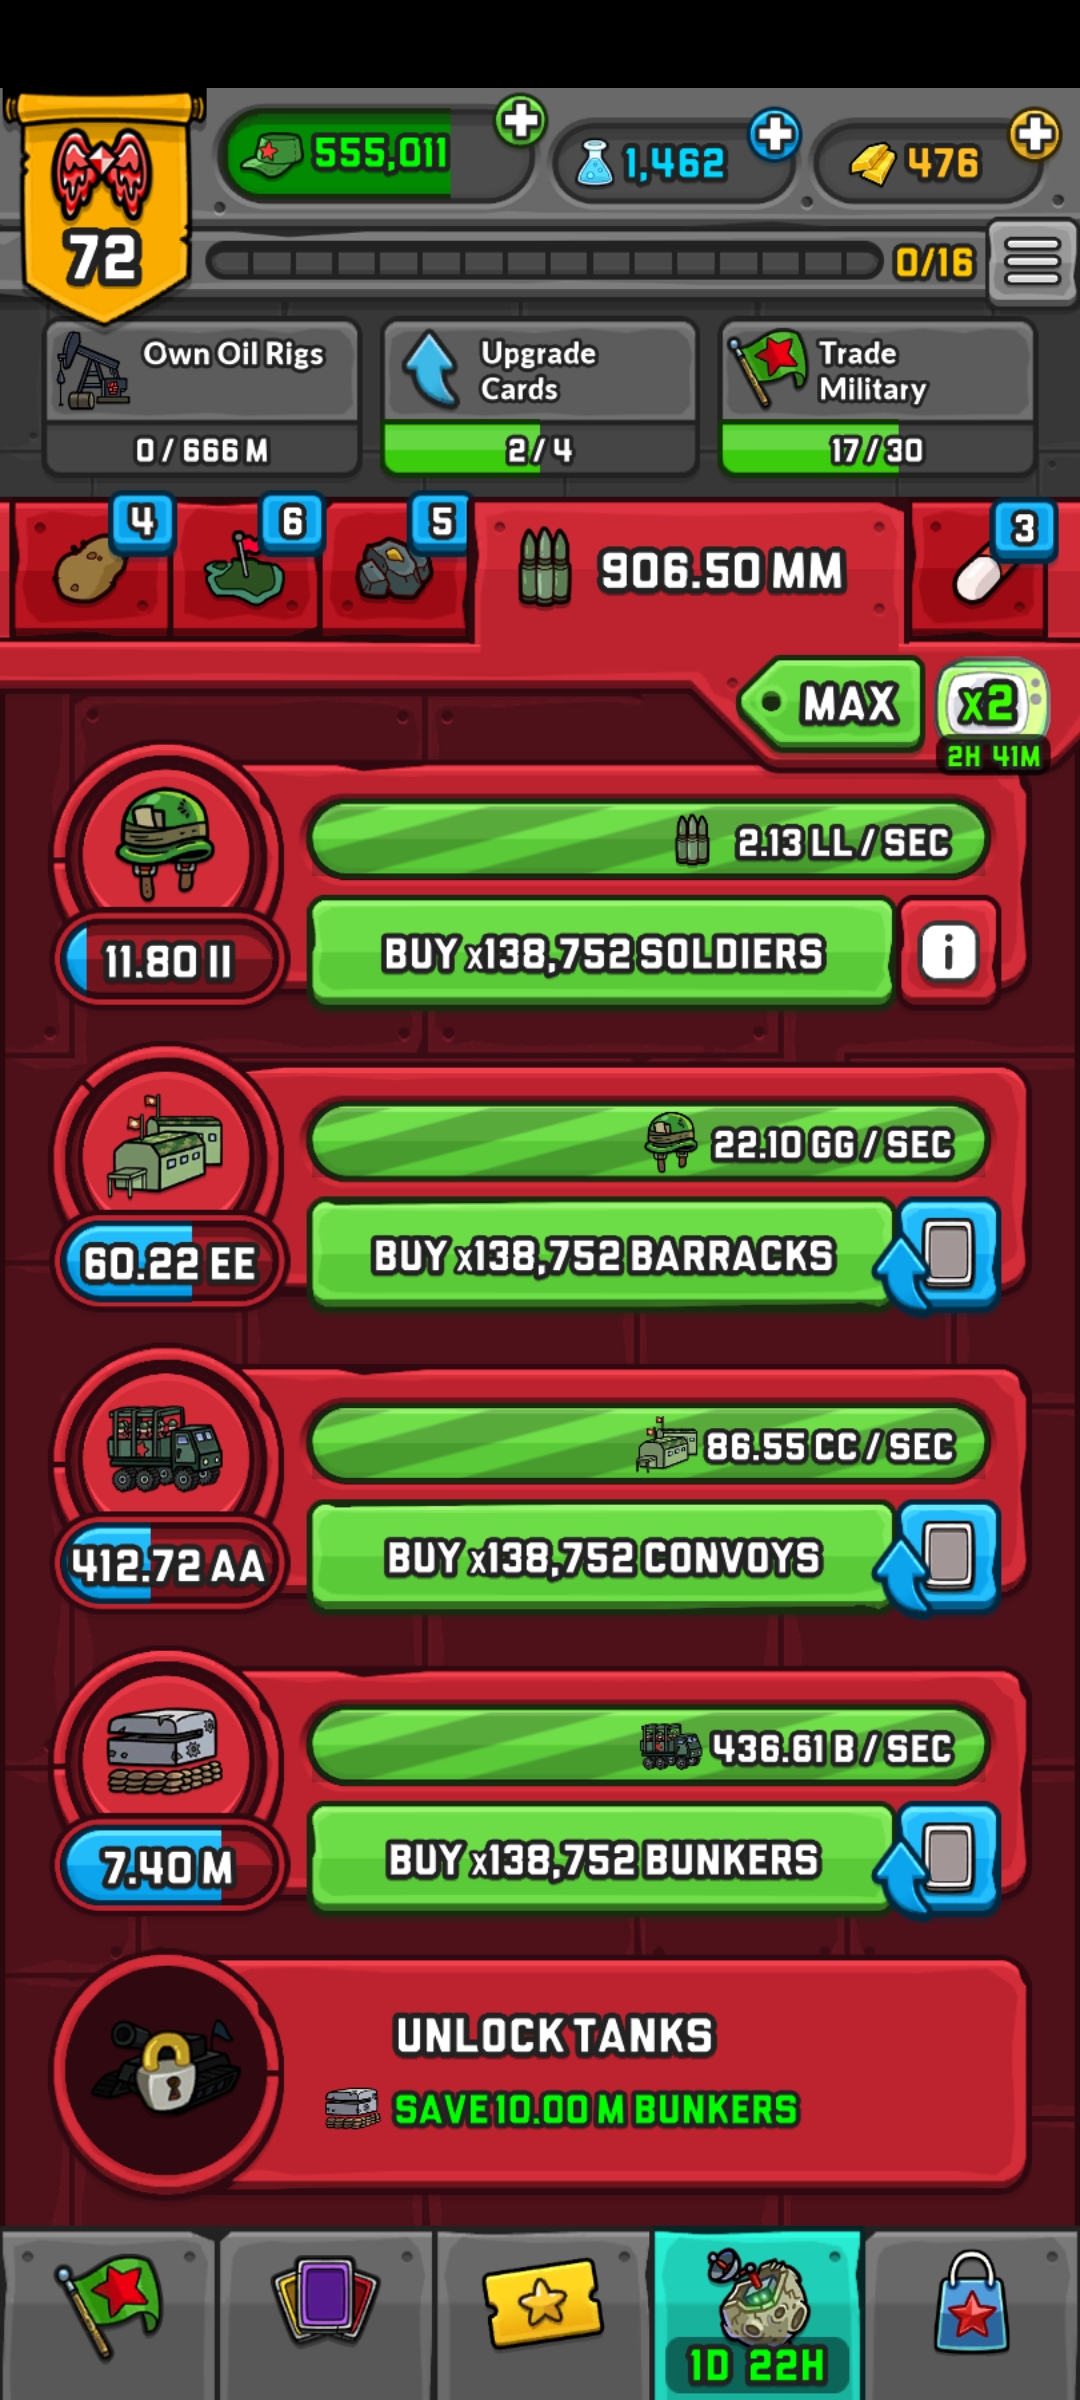 555,011
1,462
476
72
0/16
Own Oil Rigs
0 / 666 M
Upgrade
Cards
2 / 4
Trade
Military
17 / 30
4
6
5
906.50 MM
3
MAX
x2
2H 41M
2.13 LL / SEC
11.80 II
BUY x138,752 SOLDIERS
i
22.10 GG / SEC
60.22 EE
BUY x138,752 BARRACKS
86.55 CC / SEC
412.72 AA
BUY x138,752 CONVOYS
436.61 B / SEC
7.40 M
BUY x138,752 BUNKERS
UNLOCK TANKS
SAVE 10.00 M BUNKERS
1D 22H